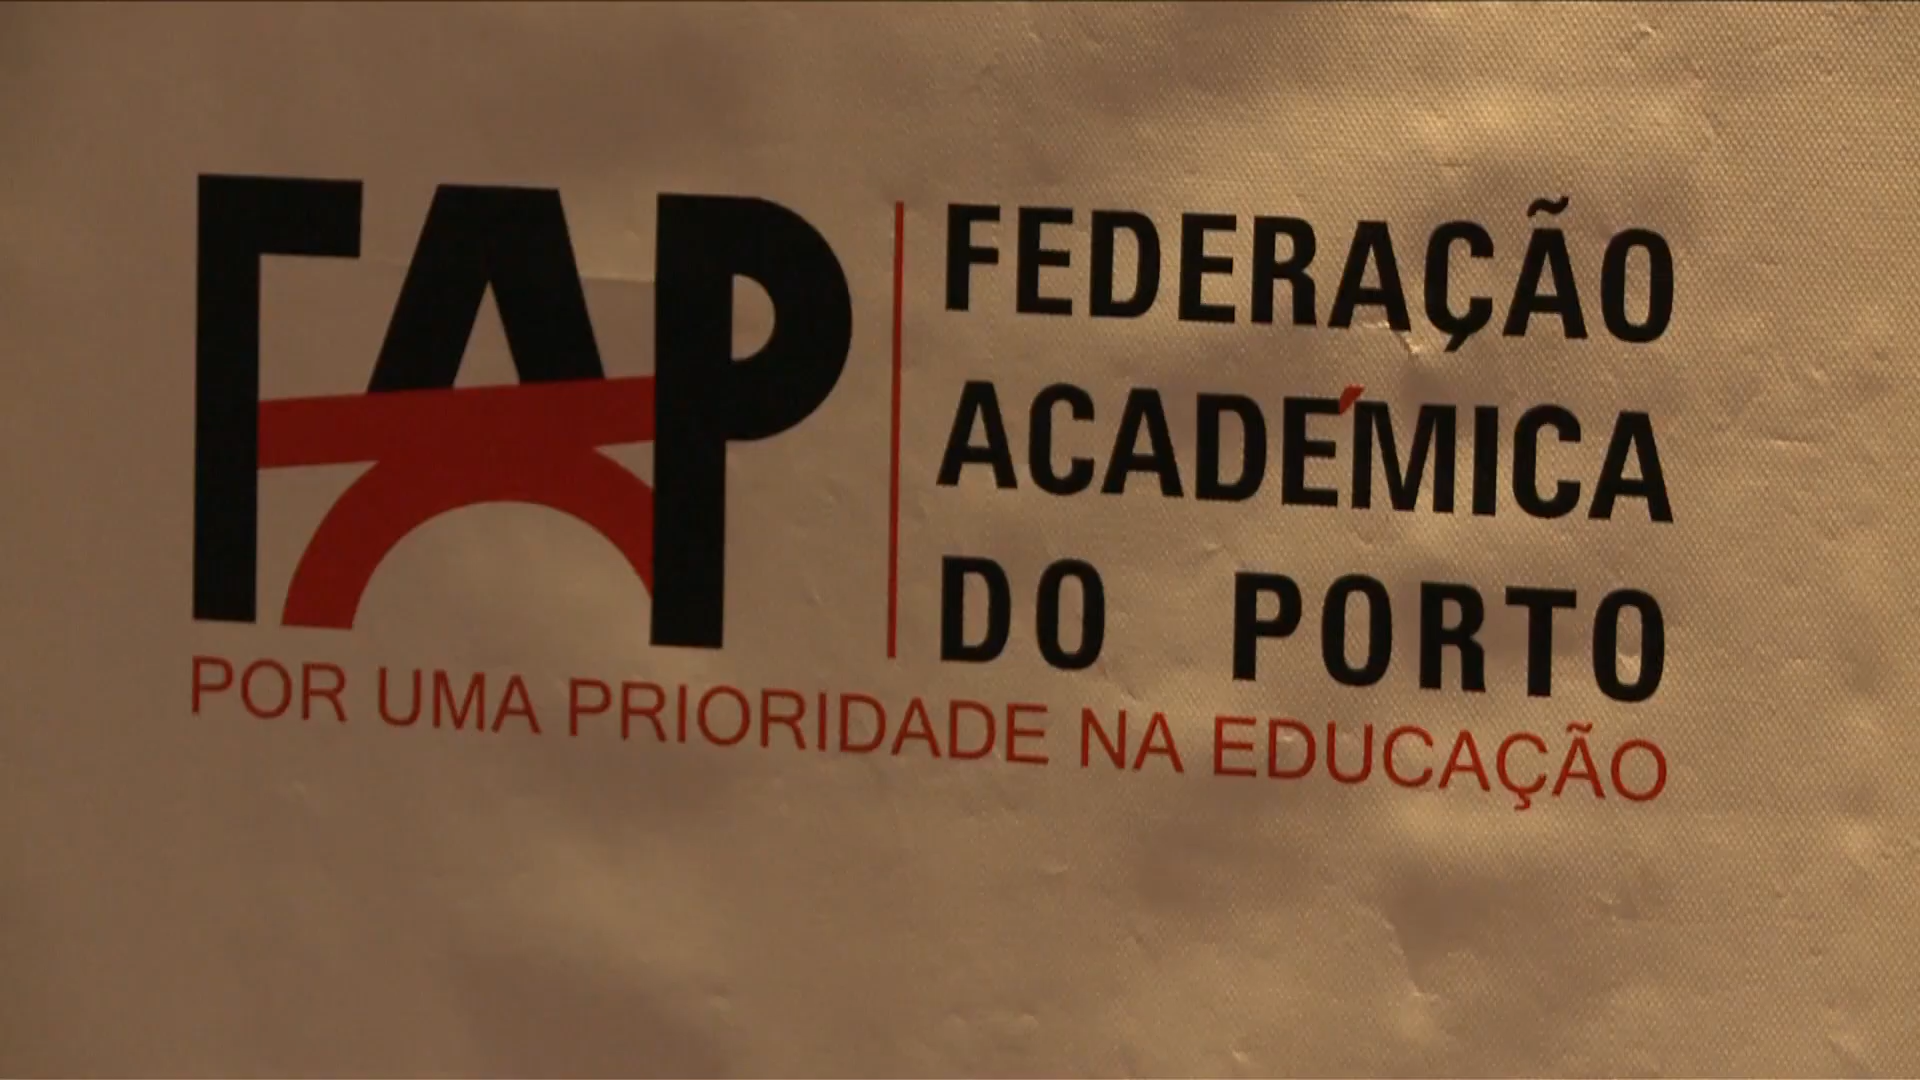 FAP
FEDERAÇÃO
ACADÉMICA
DO PORTO
POR UMA PRIORIDADE NA EDUCAÇÃO